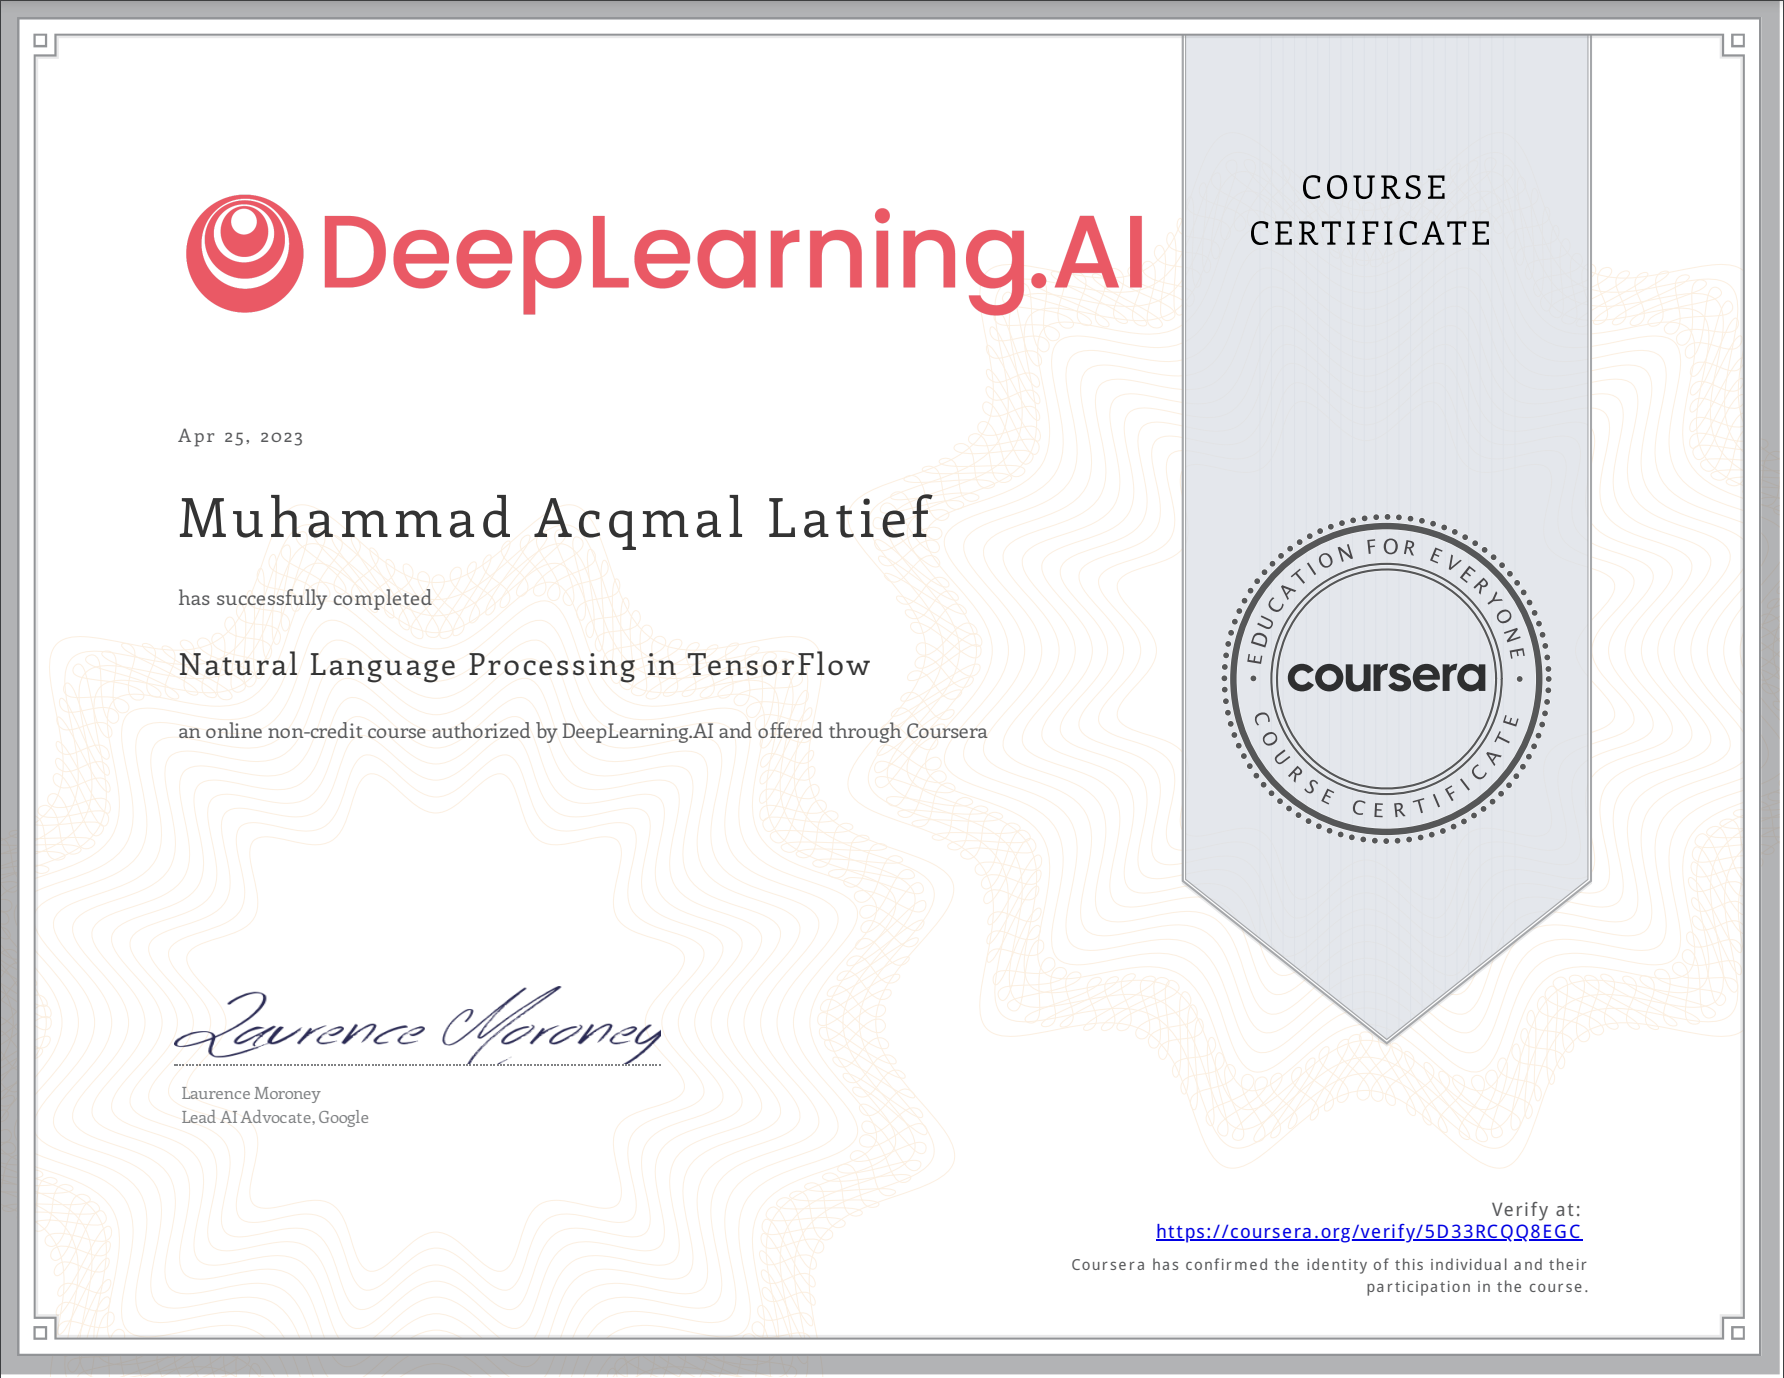 DeepLearning.AI
COURSE
CERTIFICATE
Apr 25, 2023
Muhammad Acqmal Latief
has successfully completed
Natural Language Processing in TensorFlow
an online non-credit course authorized by DeepLearning.AI and offered through Coursera
EDUCATION FOR EVERYONE
coursera
COURSE CERTIFICATE
Laurence Moroney
Laurence Moroney
Lead AI Advocate, Google
Verify at:
https://coursera.org/verify/5D33RCQQ8EGC
Coursera has confirmed the identity of this individual and their
participation in the course.